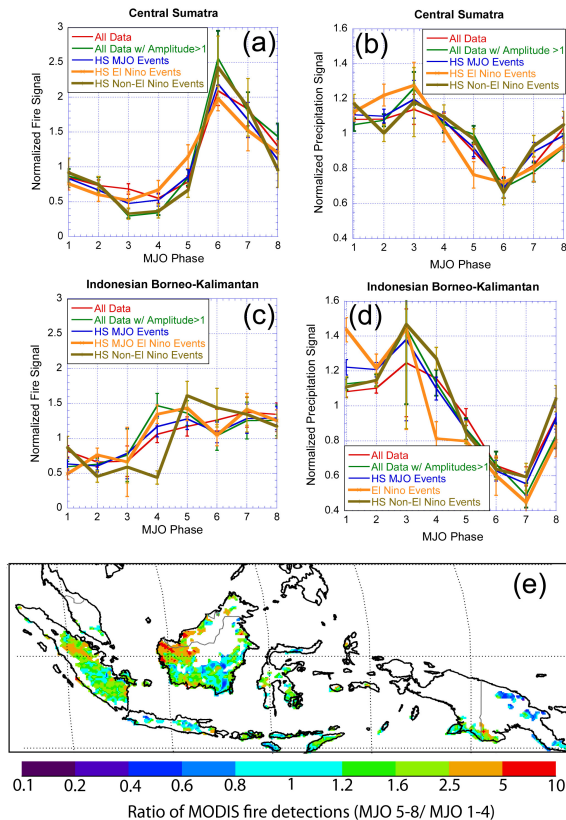 Central Sumatra
(a)
All Data
All Data w/ Amplitude>1
HS MJO Events
HS El Nino Events
HS Non-El Nino Events
Normalized Fire Signal
3
2.5
2
1.5
1
0.5
0
1 2 3 4 5 6 7 8
MJO Phase
Central Sumatra
(b)
All Data
All Data w/ Amplitude>1
HS MJO Events
HS El Nino Events
HS Non-El Nino Events
Normalized Precipitation Signal
1.6
1.4
1.2
1
0.8
0.6
0.4
1 2 3 4 5 6 7 8
MJO Phase
Indonesian Borneo-Kalimantan
(c)
All Data
All Data w/ Amplitude>1
HS MJO Events
HS El Nino Events
HS Non-El Nino Events
Normalized Fire Signal
3
2.5
2
1.5
1
0.5
0
1 2 3 4 5 6 7 8
MJO Phase
Indonesian Borneo-Kalimantan
(d)
All Data
All Data w/ Amplitudes>1
HS MJO Events
El Nino Events
HS Non-El Nino Events
Normalized Precipitation Signal
1.6
1.4
1.2
1
0.8
0.6
0.4
1 2 3 4 5 6 7 8
MJO Phase
(e)
0.1 0.2 0.4 0.6 0.8 1 1.2 1.6 2.5 5 10
Ratio of MODIS fire detections (MJO 5-8/ MJO 1-4)